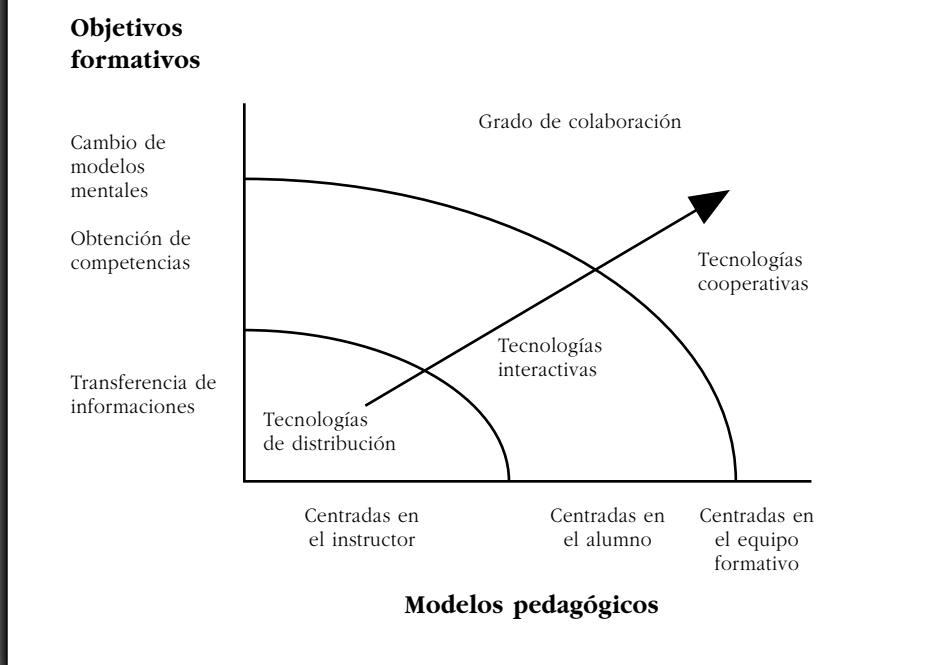 Objetivos
formativos
Grado de colaboración
Cambio de
modelos
mentales
Obtención de
competencias
Tecnologías
cooperativas
Tecnologías
interactivas
Transferencia de
informaciones
Tecnologías
de distribución
Centradas en
el instructor
Centradas en
el alumno
Centradas en
el equipo
formativo
Modelos pedagógicos